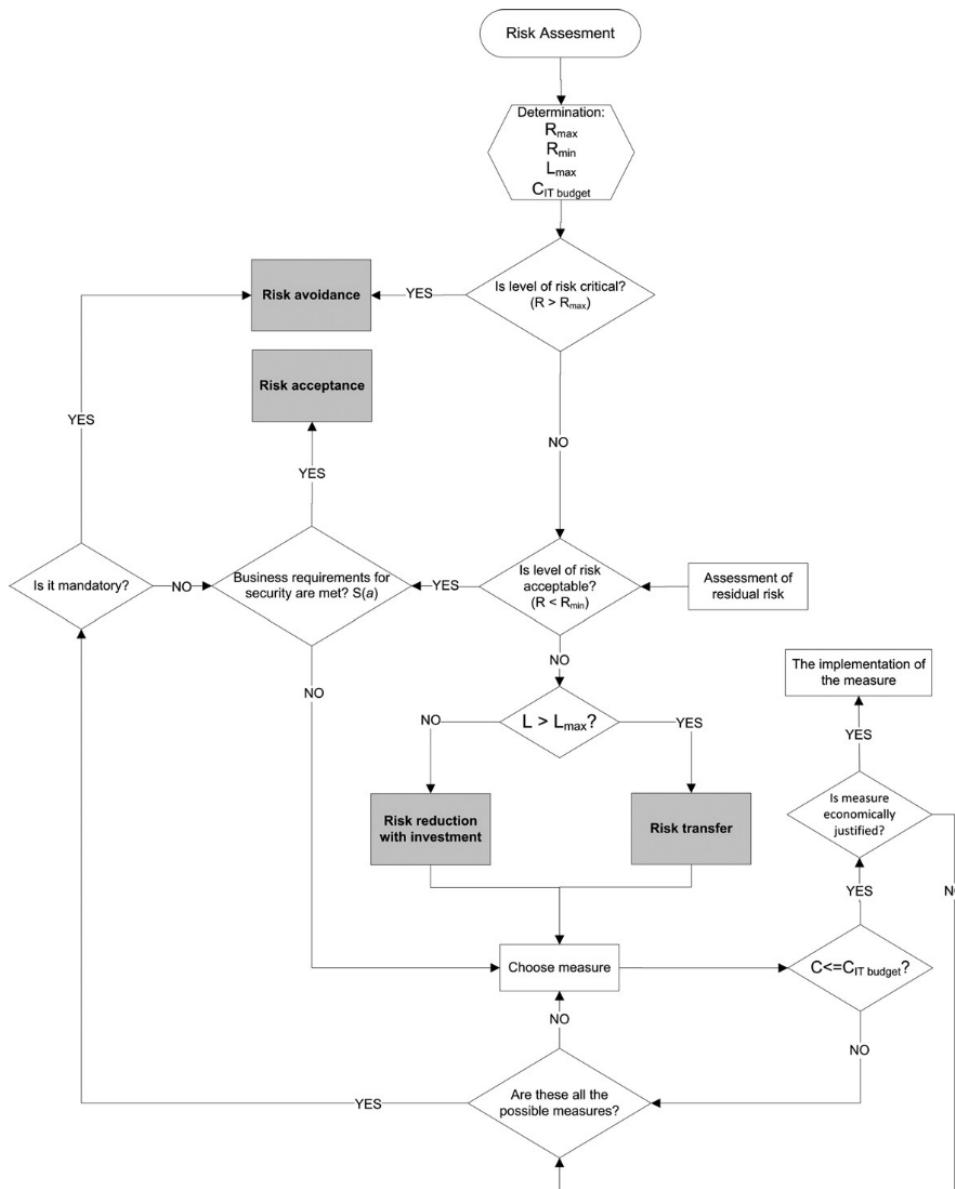 Risk Assesment
Determination:
Rmax
Rmin
Lmax
CIT budget
Is level of risk critical?
(R > Rmax)
YES
Risk avoidance
Risk acceptance
YES
NO
YES
Is it mandatory?
NO
Business requirements for
security are met? S(a)
YES
Is level of risk
acceptable?
(R < Rmin)
Assessment of
residual risk
NO
NO
The implementation of
the measure
NO
L > Lmax?
YES
YES
Risk reduction
with investment
Risk transfer
Is measure
economically
justified?
YES
NO
Choose measure
C<=CIT budget?
NO
NO
Are these all the
possible measures?
YES